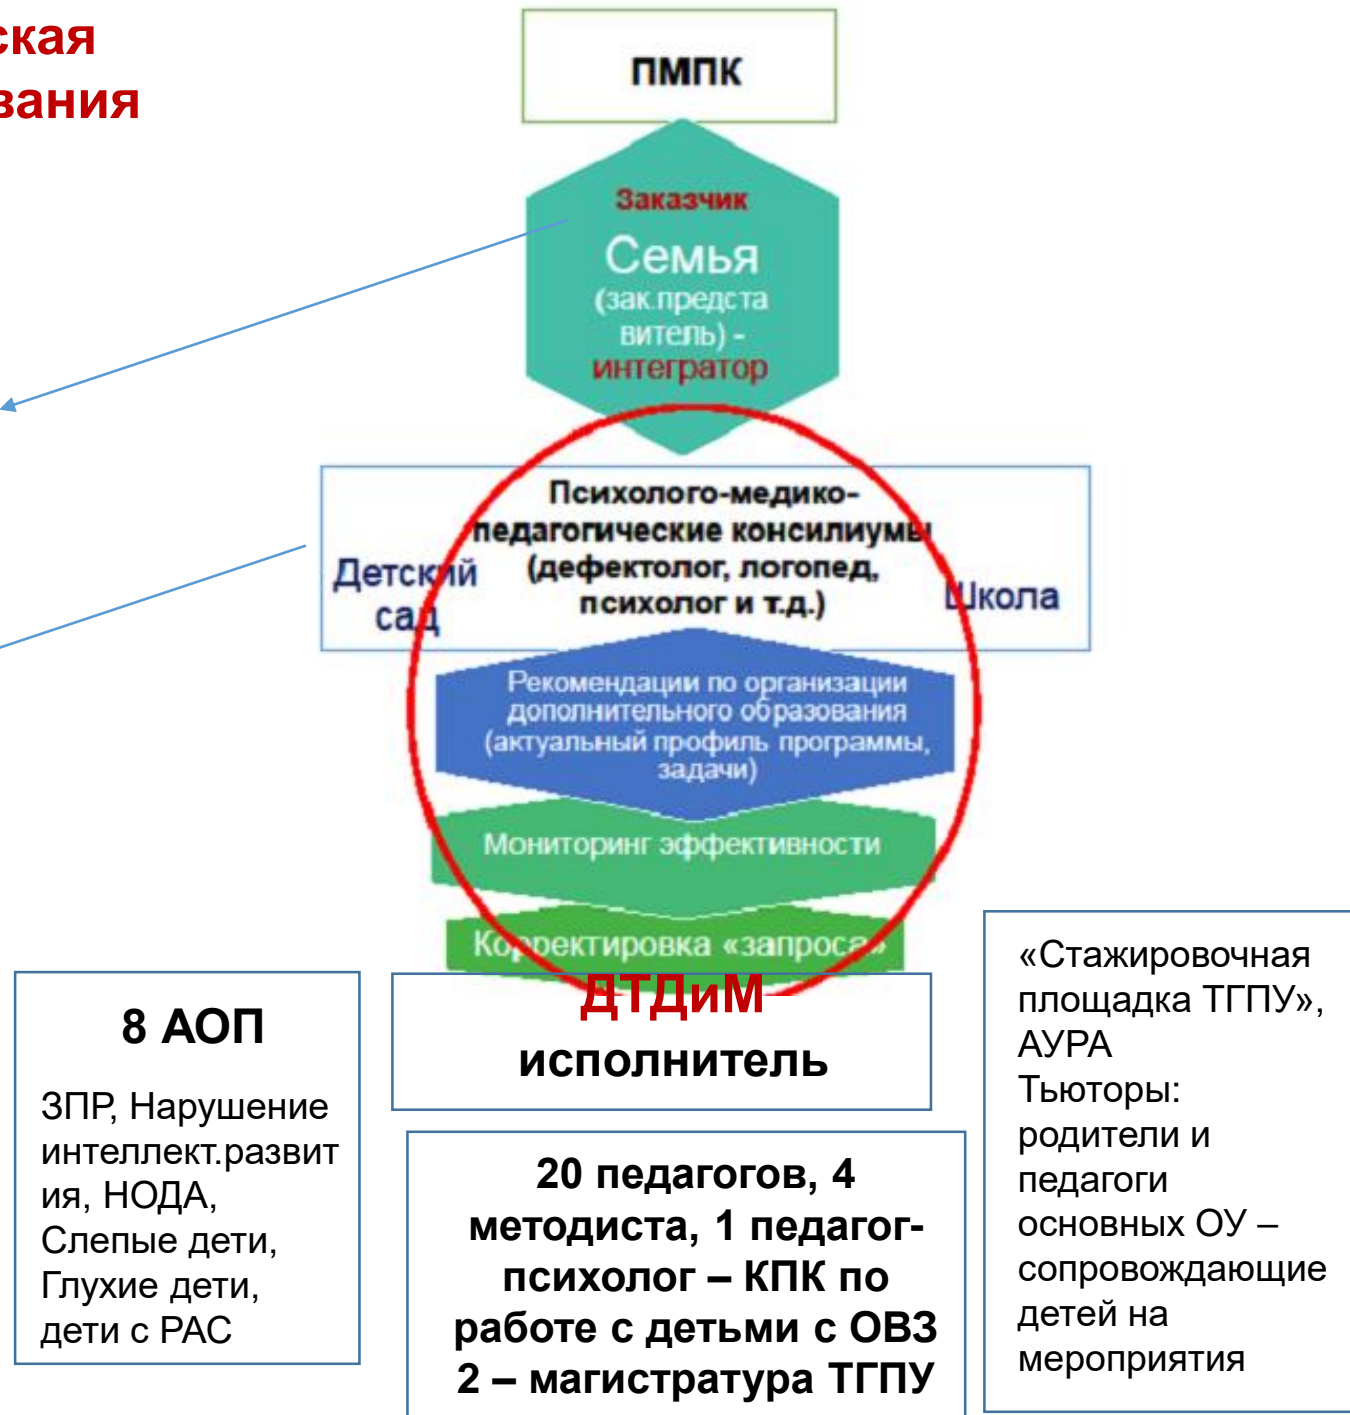 ская
вания
ПМПК
Заказчик
Семья
(зак.предста
витель) -
интегратор
Психолого-медико-
педагогические консилиумы
(дефектолог, логопед,
психолог и т.д.)
Детский
сад
Школа
Рекомендации по организации
дополнительного образования
(актуальный профиль программы,
задачи)
Мониторинг эффективности
Корректировка «запроса»
ДТДиМ
исполнитель
8 АОП
ЗПР, Нарушение
интеллект.развит
ия, НОДА,
Слепые дети,
Глухие дети,
дети с РАС
20 педагогов, 4
методиста, 1 педагог-
психолог – КПК по
работе с детьми с ОВЗ
2 – магистратура ТГПУ
«Стажировочная
площадка ТГПУ»,
АУРА
Тьюторы:
родители и
педагоги
основных ОУ –
сопровождающие
детей на
мероприятия